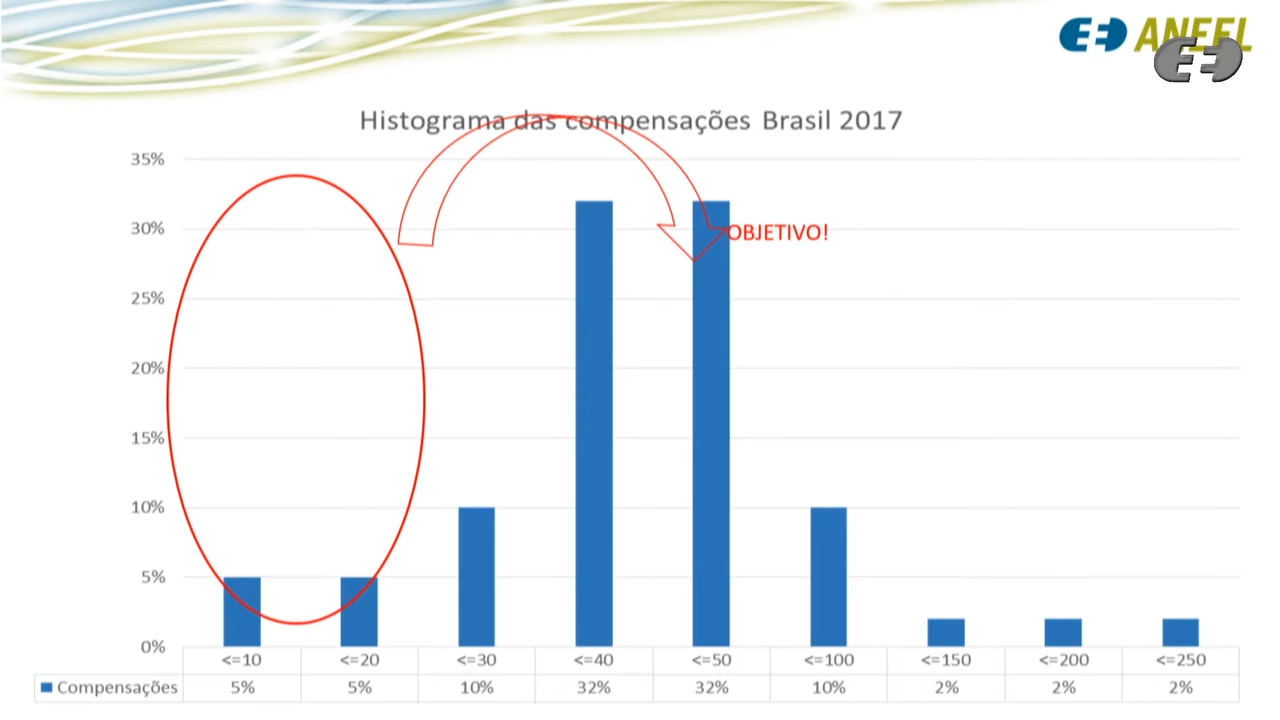 ANEEL
Histograma das compensações Brasil 2017
35%
30%
OBJETIVO!
25%
20%
15%
10%
5%
0%
<=10 <=20 <=30 <=40 <=50 <=100 <=150 <=200 <=250
Compensações 5% 5% 10% 32% 32% 10% 2% 2% 2%